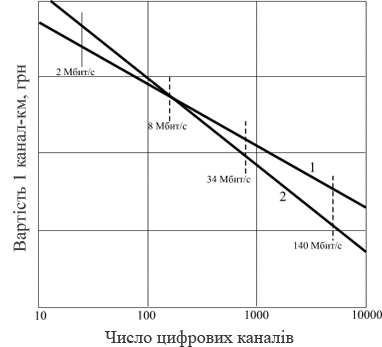 Вартість 1 канал-км, грн
2 Мбит/с
8 Мбит/с
34 Мбит/с
140 Мбит/с
1
2
10
100
1000
10000
Число цифрових каналів